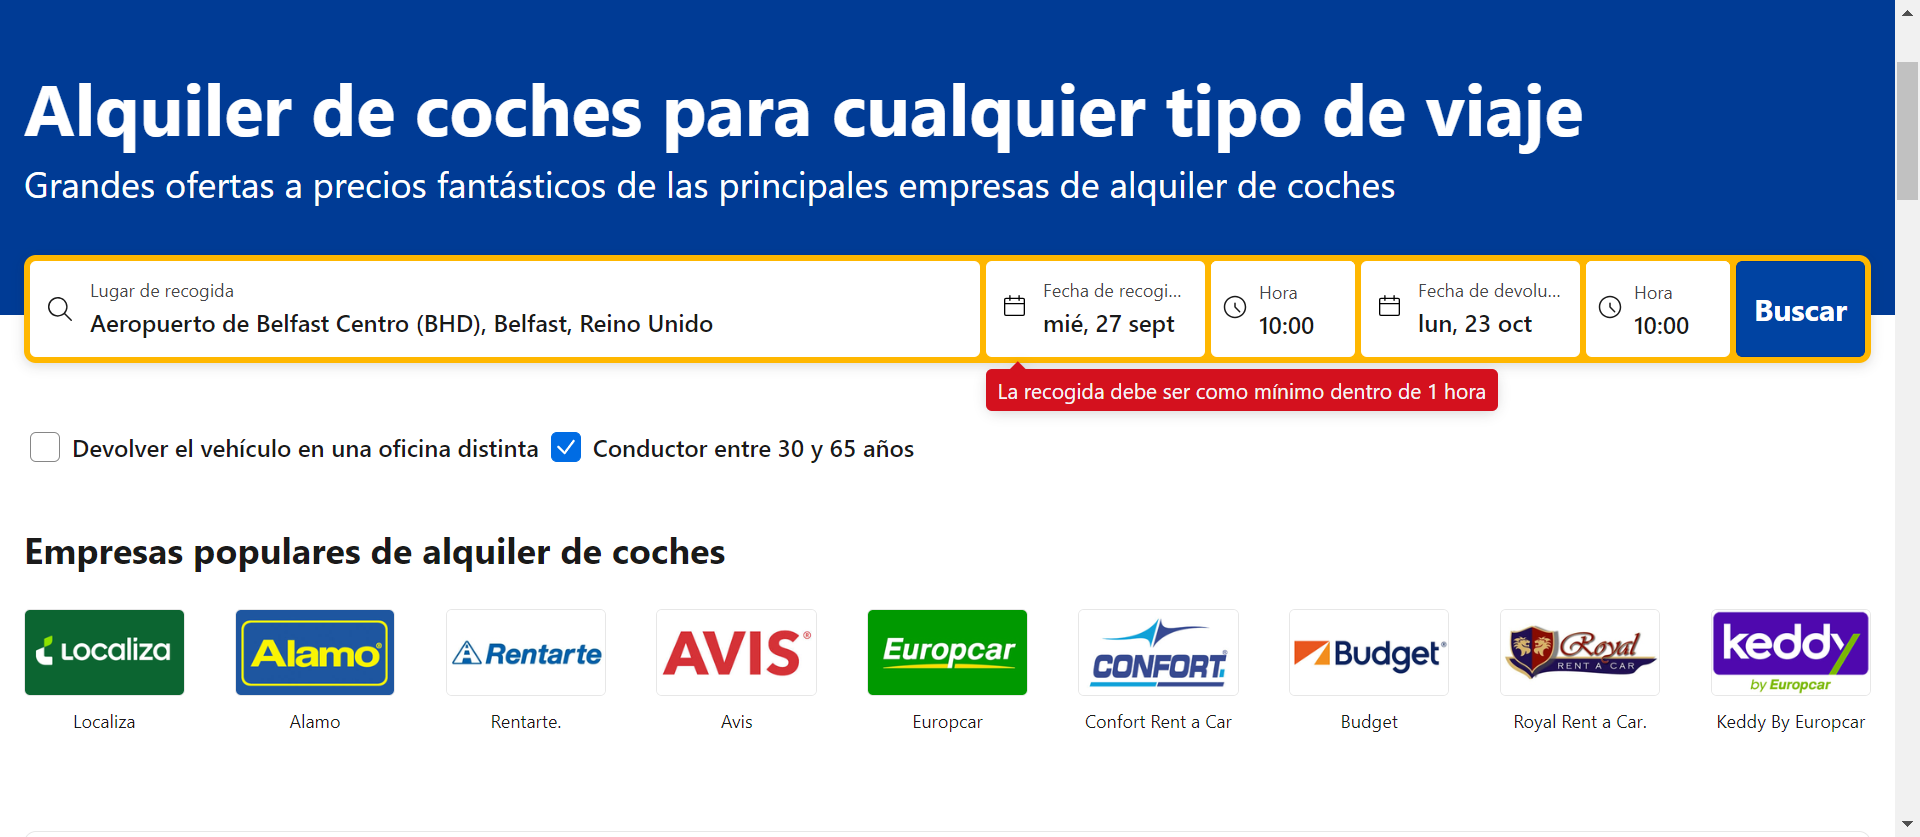 Alquiler de coches para cualquier tipo de viaje
Grandes ofertas a precios fantásticos de las principales empresas de alquiler de coches
Lugar de recogida
Aeropuerto de Belfast Centro (BHD), Belfast, Reino Unido
Fecha de recogi...
mié, 27 sept
Hora
10:00
Fecha de devolu...
lun, 23 oct
Hora
10:00
Buscar
La recogida debe ser como mínimo dentro de 1 hora
Devolver el vehículo en una oficina distinta
Conductor entre 30 y 65 años
Empresas populares de alquiler de coches
Localiza
Alamo
Rentarte
AVIS®
Europcar
CONFORT
Budget®
Royal
RENT A CAR
keddy
by Europcar
Localiza
Alamo
Rentarte.
Avis
Europcar
Confort Rent a Car
Budget
Royal Rent a Car.
Keddy By Europcar